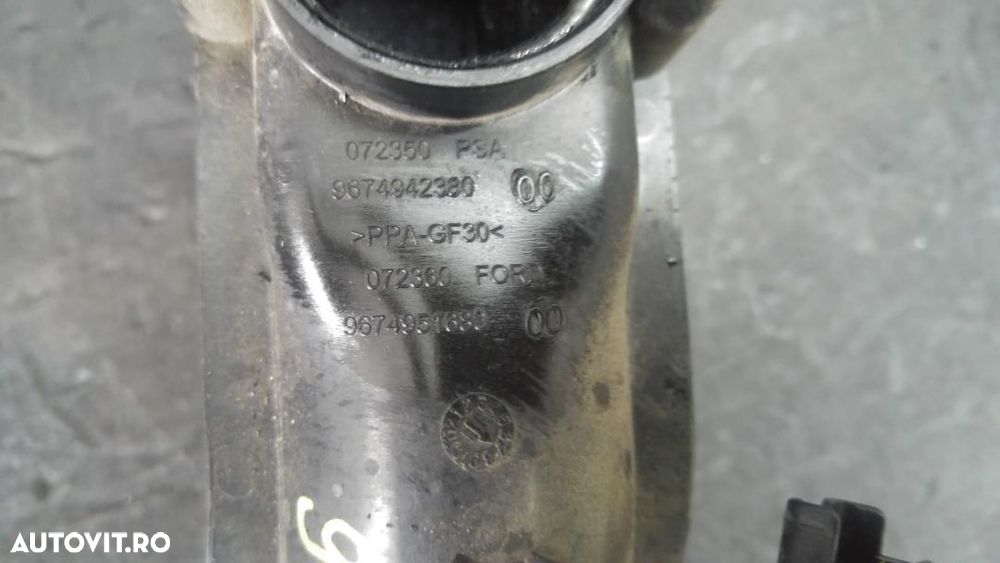 072350 PSA
9674942380 00
>PPA-GF30<
072360 FORD
9674951680 00
AUTOVIT.RO